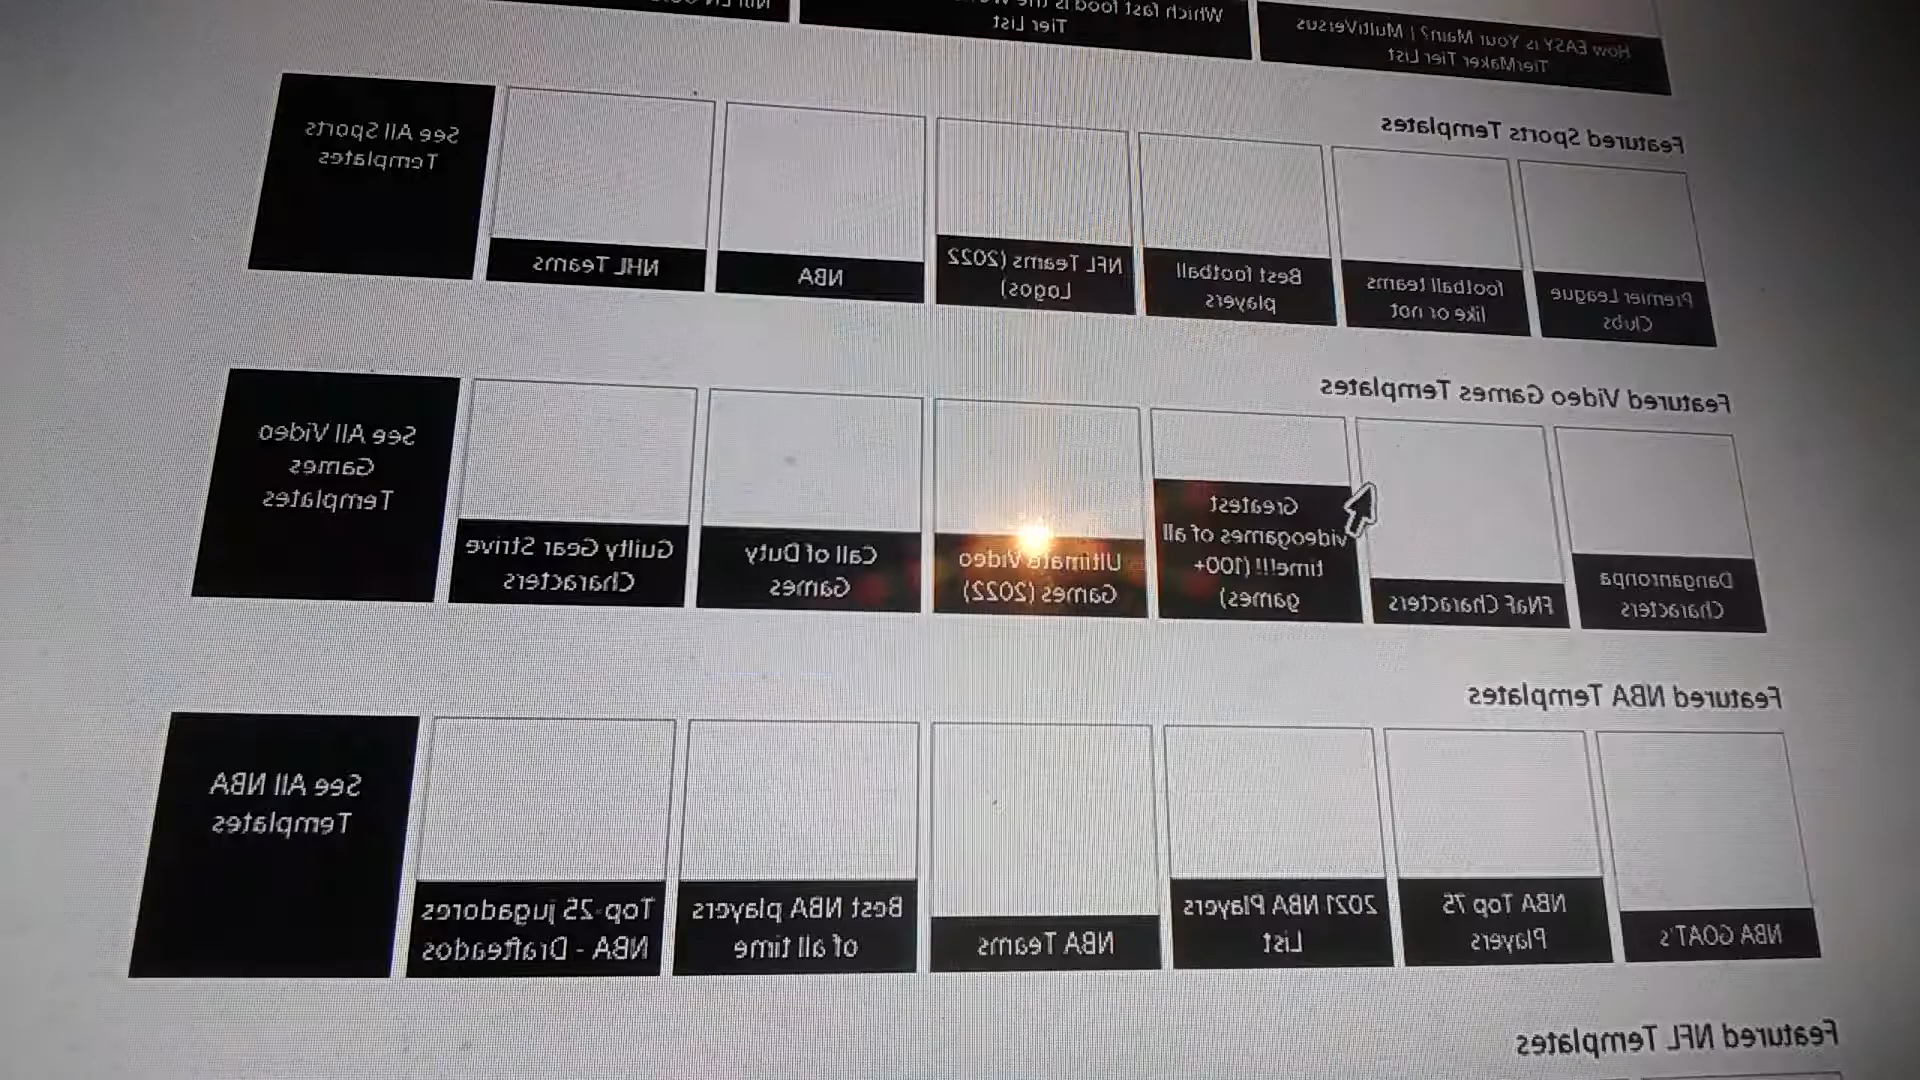 How EASY is Your Main? | MultiVersus
TierMaker Tier List
Which fast food is the
Tier List
Featured Sports Templates
Premier League
Clubs
football teams
like or not
Best football
players
NFL Teams (2022
Logos)
NBA
NHL Teams
See All Sports
Templates
Featured Video Games Templates
Danganronpa
Characters
FNaF Characters
Greatest
videogames of all
time!!! (100+
games)
Ultimate Video
Games (2022)
Call of Duty
Games
Guilty Gear Strive
Characters
See All Video
Games
Templates
Featured NBA Templates
NBA GOAT's
NBA Top 75
Players
2021 NBA Players
List
NBA Teams
Best NBA players
of all time
Top-25 jugadores
NBA - Drafteados
See All NBA
Templates
Featured NFL Templates